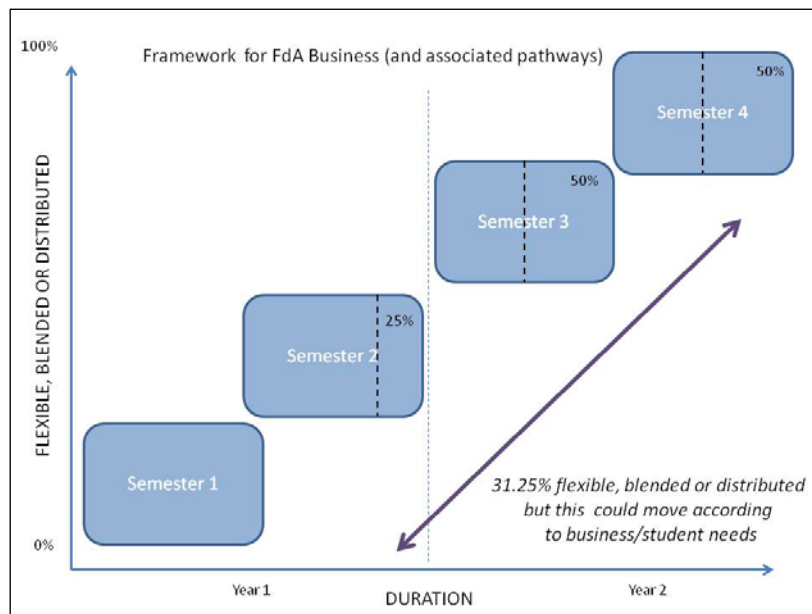 100%
Framework for FdA Business (and associated pathways)
50%
Semester 4
50%
Semester 3
25%
Semester 2
Semester 1
FLEXIBLE, BLENDED OR DISTRIBUTED
31.25% flexible, blended or distributed
but this could move according
to business/student needs
0%
Year 1
Year 2
DURATION